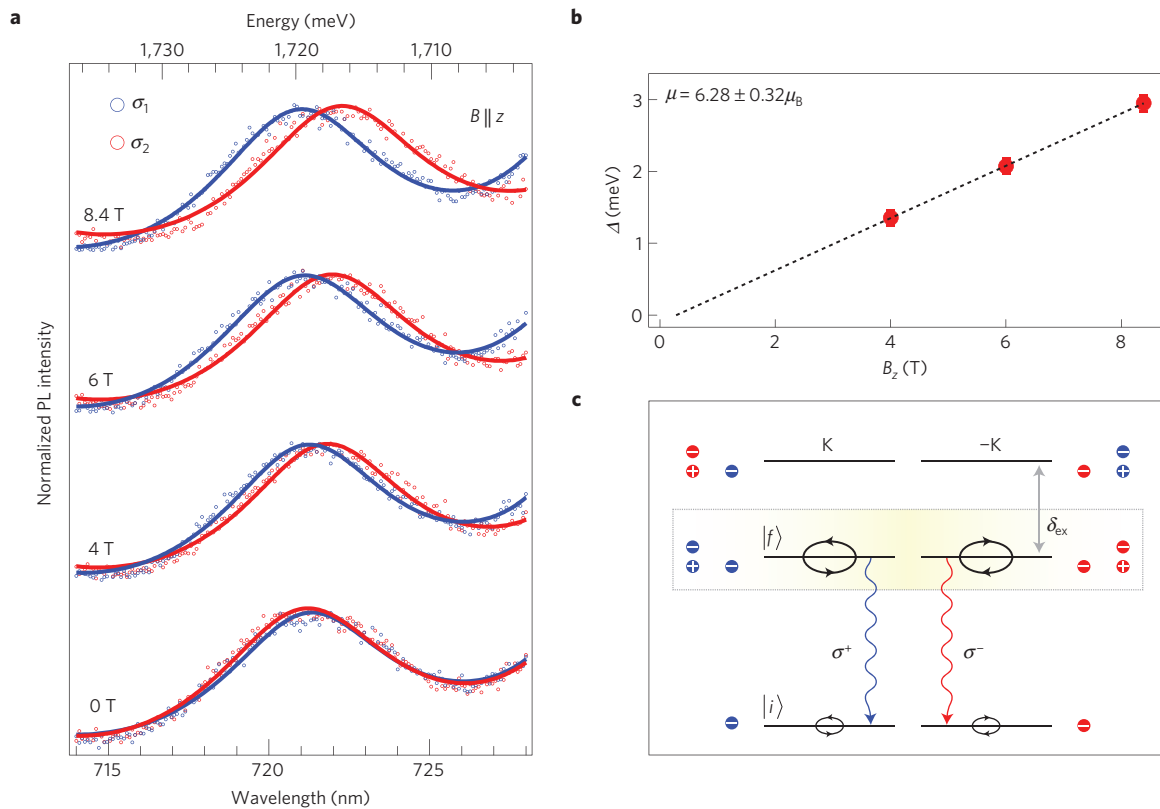 a
Energy (meV)
1,730 1,720 1,710
σ1
σ2
B || z
8.4 T
6 T
4 T
0 T
Normalized PL intensity
715 720 725
Wavelength (nm)
b
μ = 6.28 ± 0.32μB
3
2
1
0
Δ (meV)
0 2 4 6 8
Bz (T)
c
K –K
− −
+ − − +
δex
|f⟩
− −
+ − − +
σ+ σ−
|i⟩
− −